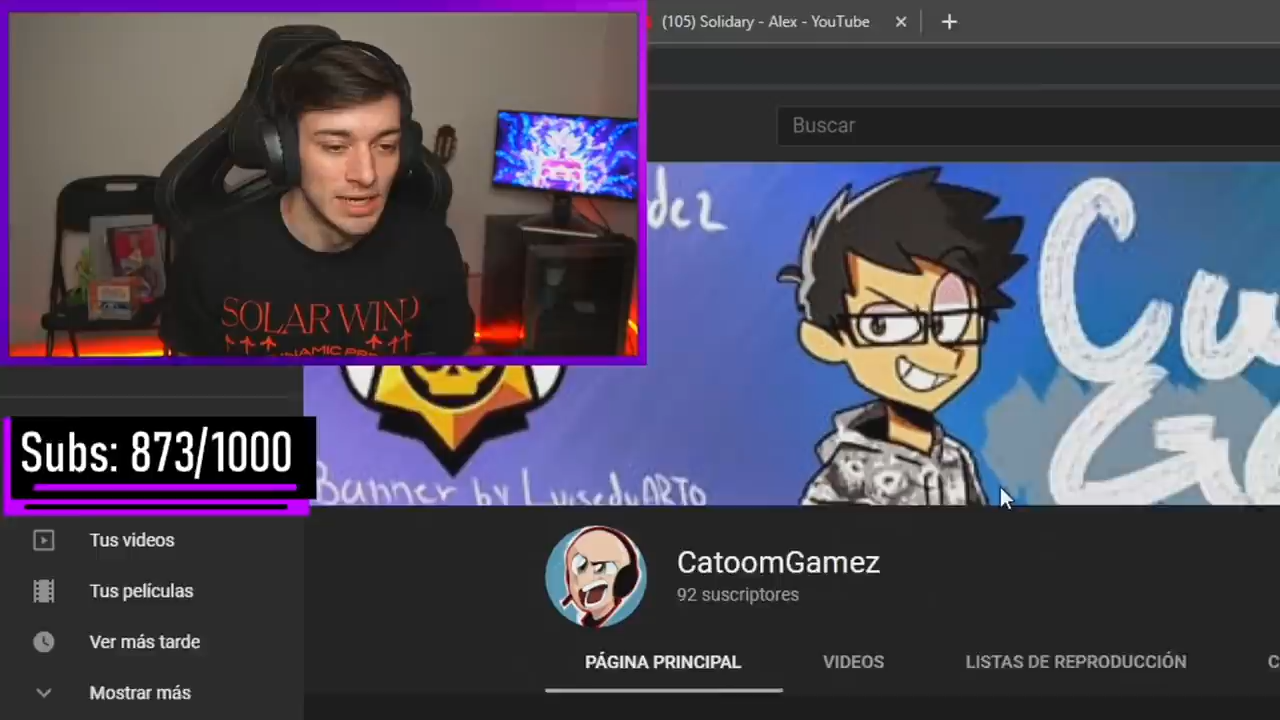 (105) Solidary - Alex - YouTube
Buscar
SOLAR WIND
Subs: 873/1000
Banner by LuiseduARTO
Tus videos
Tus películas
Ver más tarde
Mostrar más
CatoomGamez
92 suscriptores
PÁGINA PRINCIPAL
VIDEOS
LISTAS DE REPRODUCCIÓN